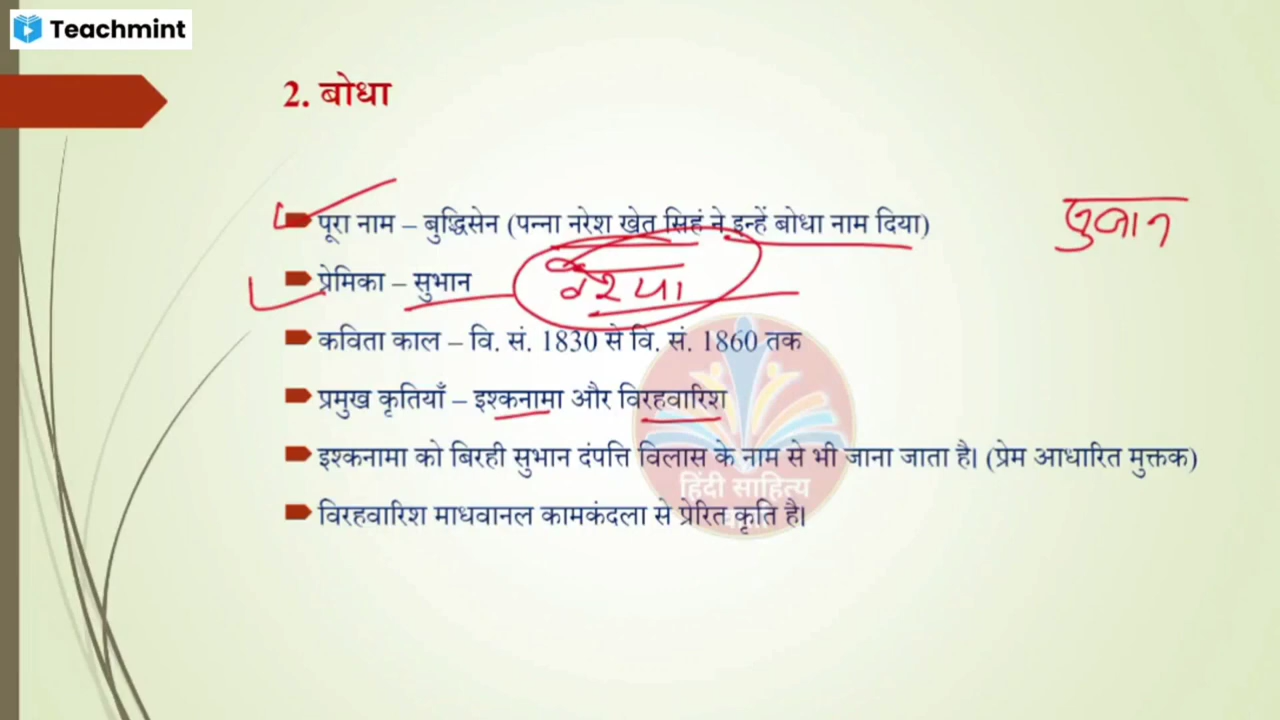 Teachmint
2. बोधा
पूरा नाम – बुद्धिसेन (पन्ना नरेश खेत सिहं ने इन्हें बोधा नाम दिया)
प्रेमिका – सुभान
वेश्या
कविता काल – वि. सं. 1830 से वि. सं. 1860 तक
प्रमुख कृतियाँ – इश्कनामा और विरहवारिश
इश्कनामा को बिरही सुभान दंपत्ति विलास के नाम से भी जाना जाता है। (प्रेम आधारित मुक्तक)
हिंदी साहित्य
विरहवारिश माधवानल कामकंदला से प्रेरित कृति है।